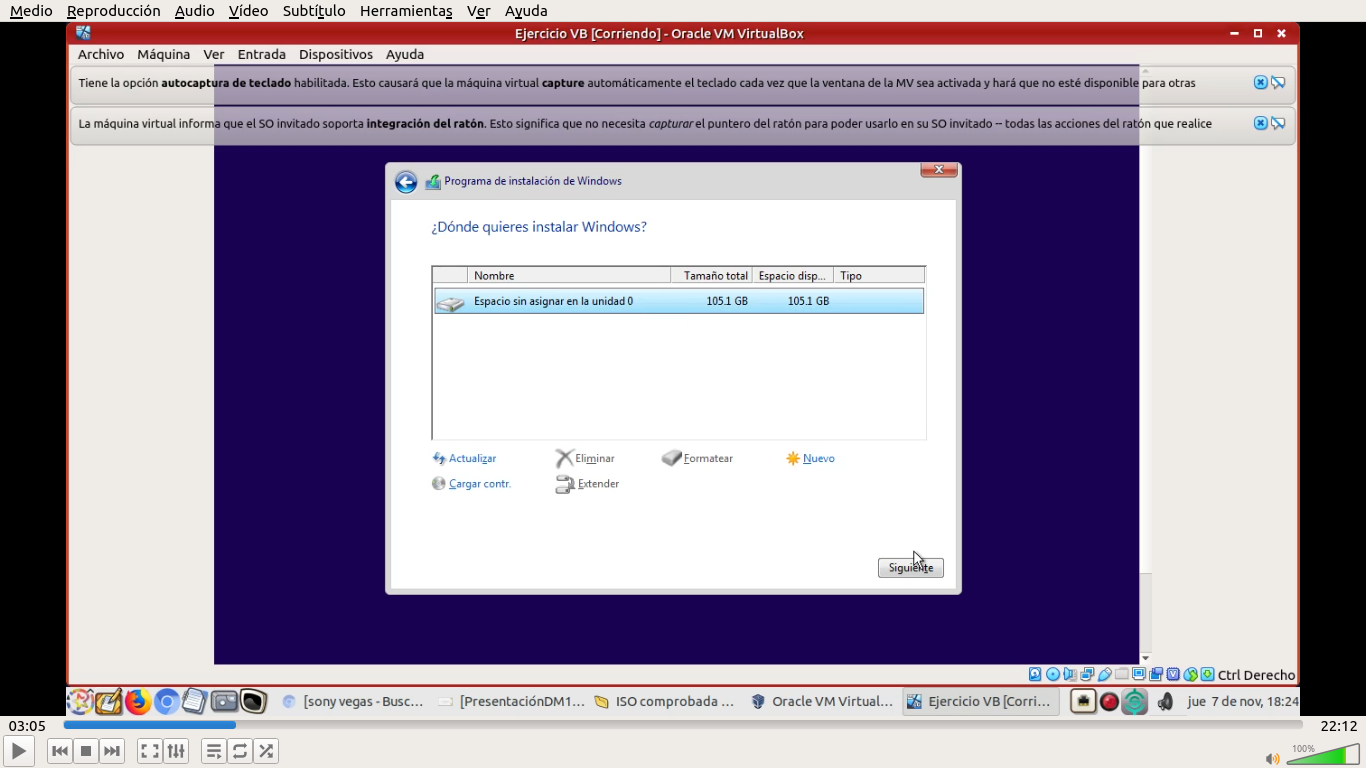 Medio Reproducción Audio Vídeo Subtítulo Herramientas Ver Ayuda
Ejercicio VB [Corriendo] - Oracle VM VirtualBox
Archivo Máquina Ver Entrada Dispositivos Ayuda
Tiene la opción autocaptura de teclado habilitada. Esto causará que la máquina virtual capture automáticamente el teclado cada vez que la ventana de la MV sea activada y hará que no esté disponible para otras
La máquina virtual informa que el SO invitado soporta integración del ratón. Esto significa que no necesita capturar el puntero del ratón para poder usarlo en su SO invitado -- todas las acciones del ratón que realice
Programa de instalación de Windows
¿Dónde quieres instalar Windows?
Nombre Tamaño total Espacio disp... Tipo
Espacio sin asignar en la unidad 0 105.1 GB 105.1 GB
Actualizar Eliminar Formatear Nuevo
Cargar contr. Extender
Siguiente
Ctrl Derecho
[sony vegas - Busc... [PresentaciónDM1... ISO comprobada ... Oracle VM Virtual... Ejercicio VB [Corri... jue 7 de nov, 18:24
03:05 22:12
100%